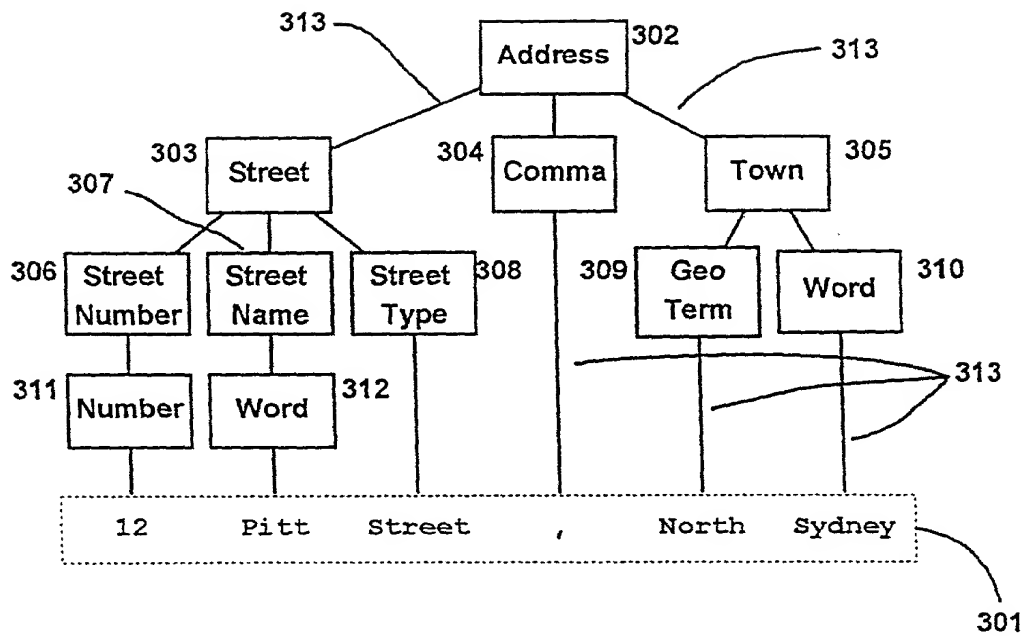 313
Address
302
313
303
Street
304
Comma
Town
305
307
306
Street
Number
Street
Name
Street
Type
308
309
Geo
Term
Word
310
311
Number
Word
312
313
12 Pitt Street , North Sydney
301